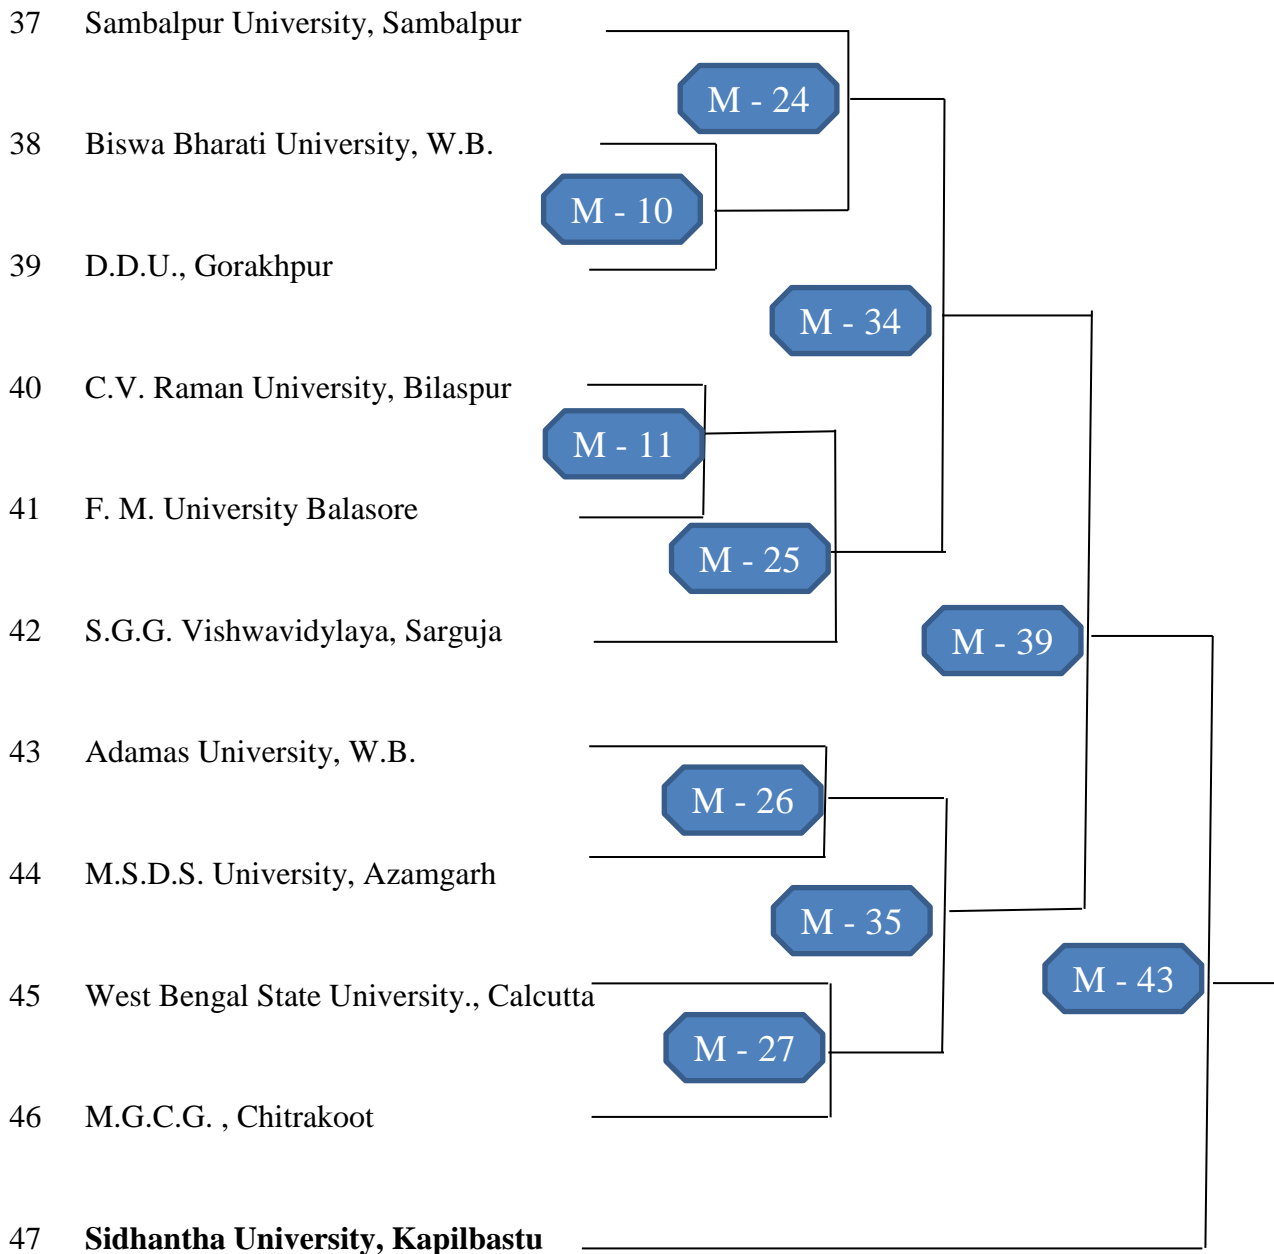 37 Sambalpur University, Sambalpur
M - 24
38 Biswa Bharati University, W.B.
M - 10
39 D.D.U., Gorakhpur
M - 34
40 C.V. Raman University, Bilaspur
M - 11
41 F. M. University Balasore
M - 25
42 S.G.G. Vishwavidylaya, Sarguja
M - 39
43 Adamas University, W.B.
M - 26
44 M.S.D.S. University, Azamgarh
M - 35
45 West Bengal State University., Calcutta
M - 43
M - 27
46 M.G.C.G. , Chitrakoot
47 Sidhantha University, Kapilbastu